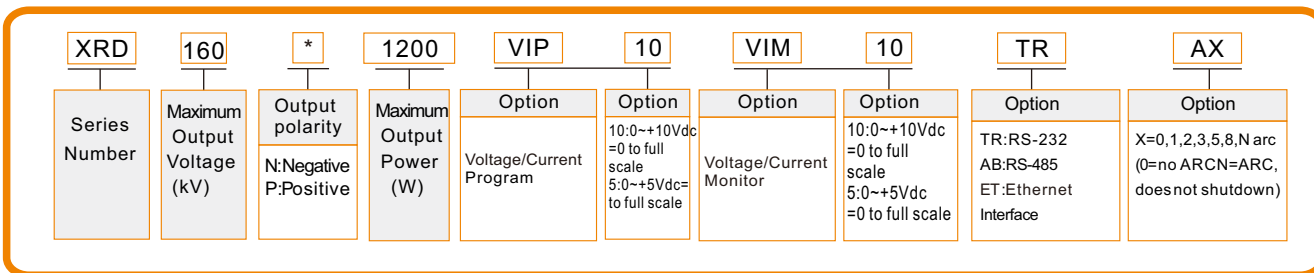 XRD 160 * 1200 VIP 10 VIM 10 TR AX
Series
Number
Maximum
Output
Voltage
(kV)
Output
polarity
N:Negative
P:Positive
Maximum
Output
Power
(W)
Option
Voltage/Current
Program
Option
10:0~+10Vdc
=0 to full
scale
5:0~+5Vdc=
to full scale
Option
Voltage/Current
Monitor
Option
10:0~+10Vdc
=0 to full
scale
5:0~+5Vdc
=0 to full scale
Option
TR:RS-232
AB:RS-485
ET:Ethernet
Interface
Option
X=0,1,2,3,5,8,N arc
(0=no ARCN=ARC,
does not shutdown)